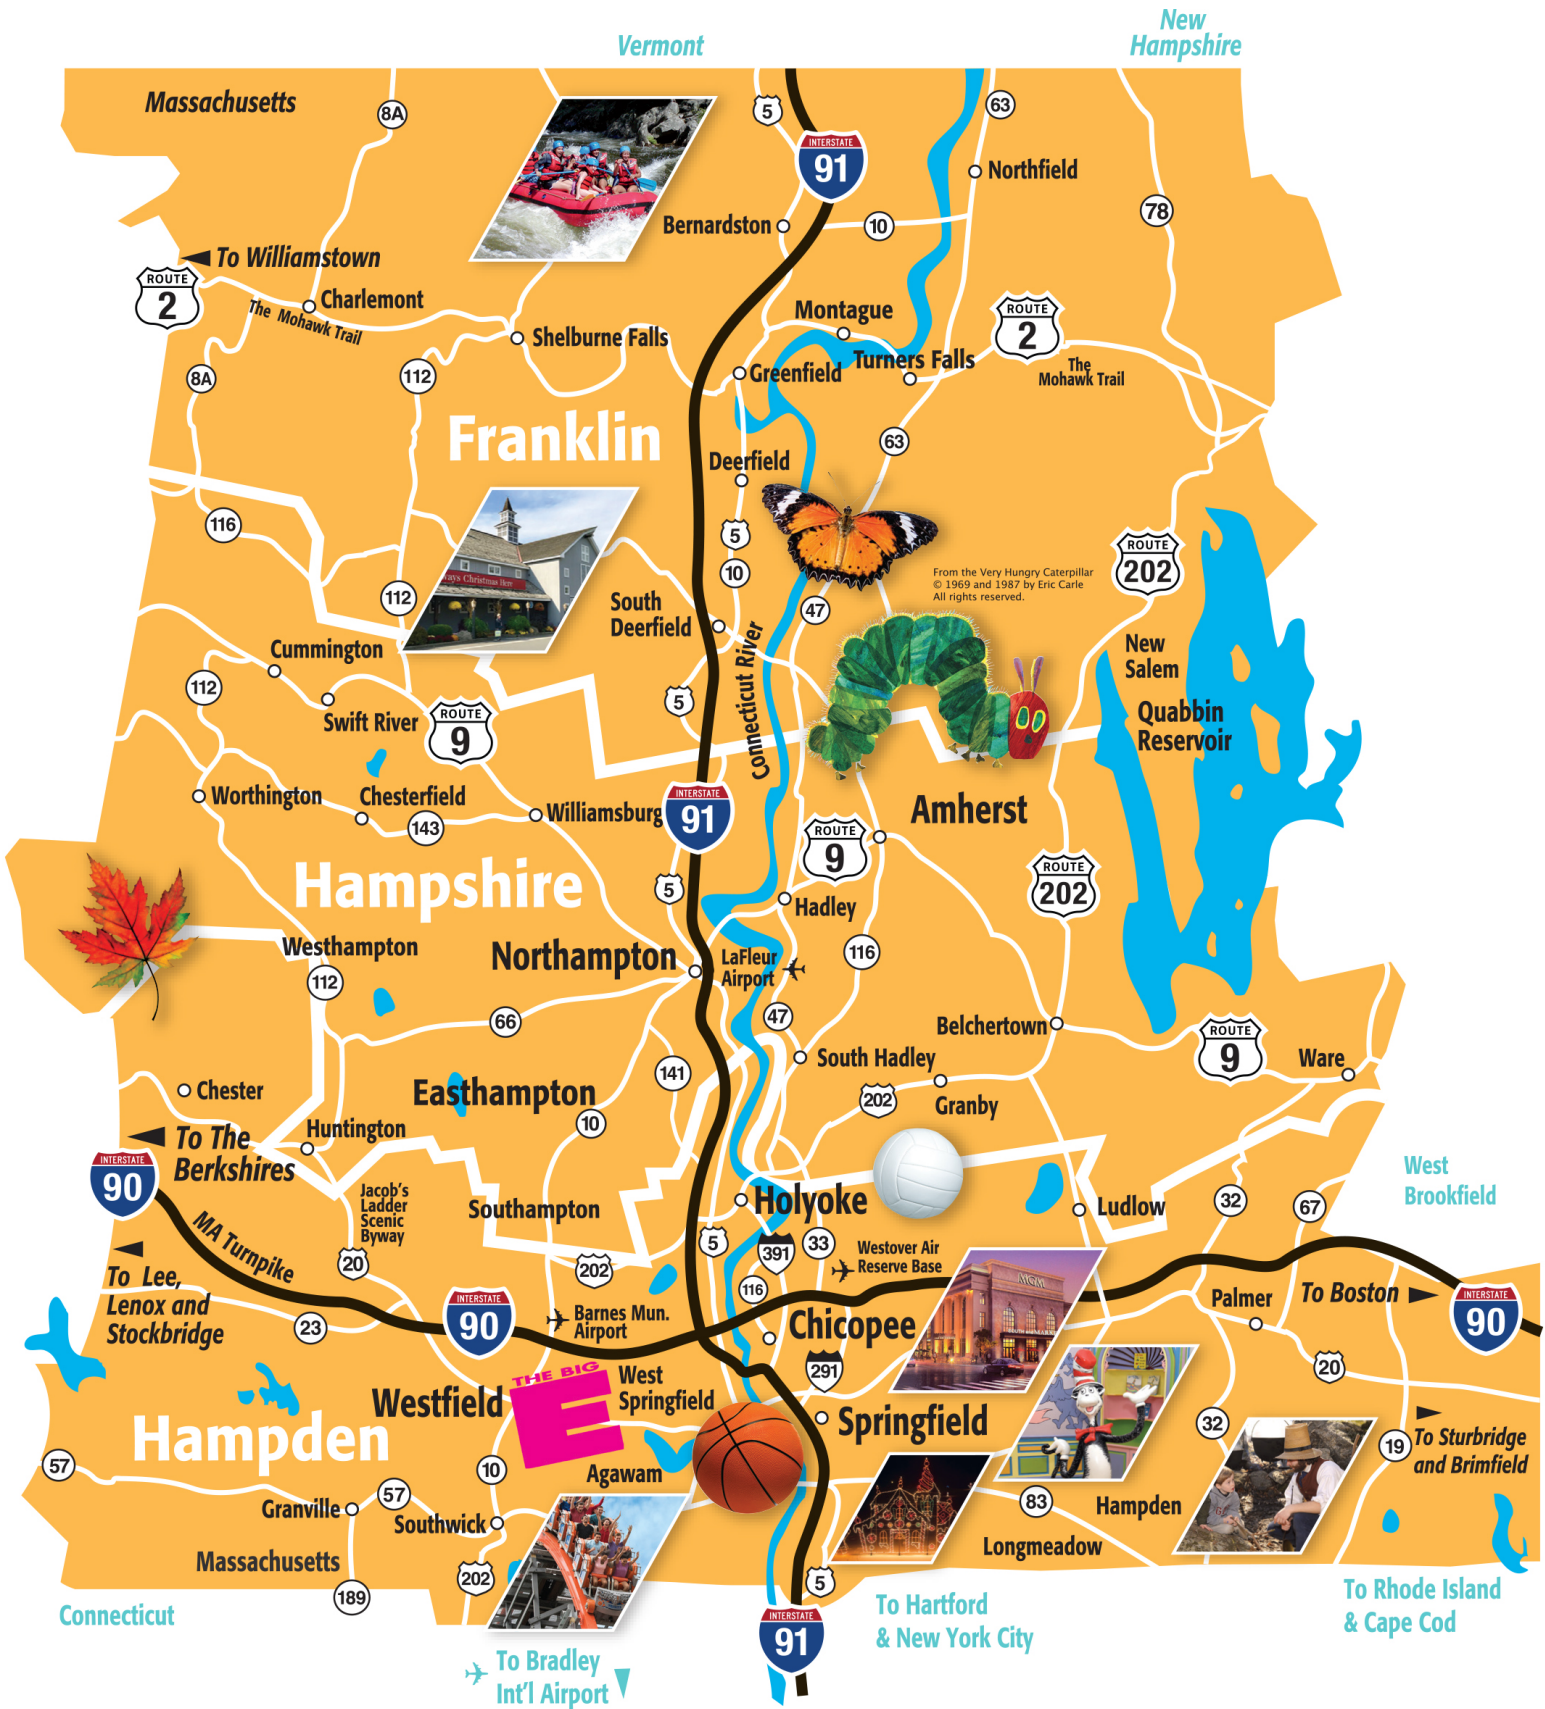 Vermont
New
Hampshire
Massachusetts
8A
5
63
INTERSTATE
91
Northfield
78
Bernardston
10
To Williamstown
ROUTE
2
Charlemont
The Mohawk Trail
Montague
ROUTE
2
Shelburne Falls
Turners Falls
The
Mohawk Trail
8A
112
Greenfield
Franklin
63
Deerfield
116
5
10
ROUTE
202
From the Very Hungry Caterpillar
© 1969 and 1987 by Eric Carle
All rights reserved.
ways Christmas Here
112
South
Deerfield
47
Connecticut River
New
Salem
Cummington
112
Swift River
ROUTE
9
5
Quabbin
Reservoir
Worthington
Chesterfield
143
Williamsburg
INTERSTATE
91
Amherst
ROUTE
9
Hampshire
5
ROUTE
202
Hadley
Westhampton
Northampton
LaFleur
Airport
116
112
66
47
Belchertown
ROUTE
9
Ware
South Hadley
141
Chester
Easthampton
202
Granby
10
Huntington
To The
Berkshires
INTERSTATE
90
West
Brookfield
Jacob's
Ladder
Scenic
Byway
Southampton
Holyoke
Ludlow
32
67
MA Turnpike
20
202
5
391
33
Westover Air
Reserve Base
MGM
To Lee,
Lenox and
Stockbridge
23
INTERSTATE
90
Barnes Mun.
Airport
116
Chicopee
Palmer
To Boston
INTERSTATE
90
291
20
THE BIG
E
West
Springfield
Westfield
Springfield
Hampden
32
19
To Sturbridge
and Brimfield
57
10
Agawam
57
Granville
Southwick
83
Hampden
Longmeadow
Massachusetts
202
189
5
Connecticut
INTERSTATE
91
To Hartford
& New York City
To Rhode Island
& Cape Cod
To Bradley
Int'l Airport